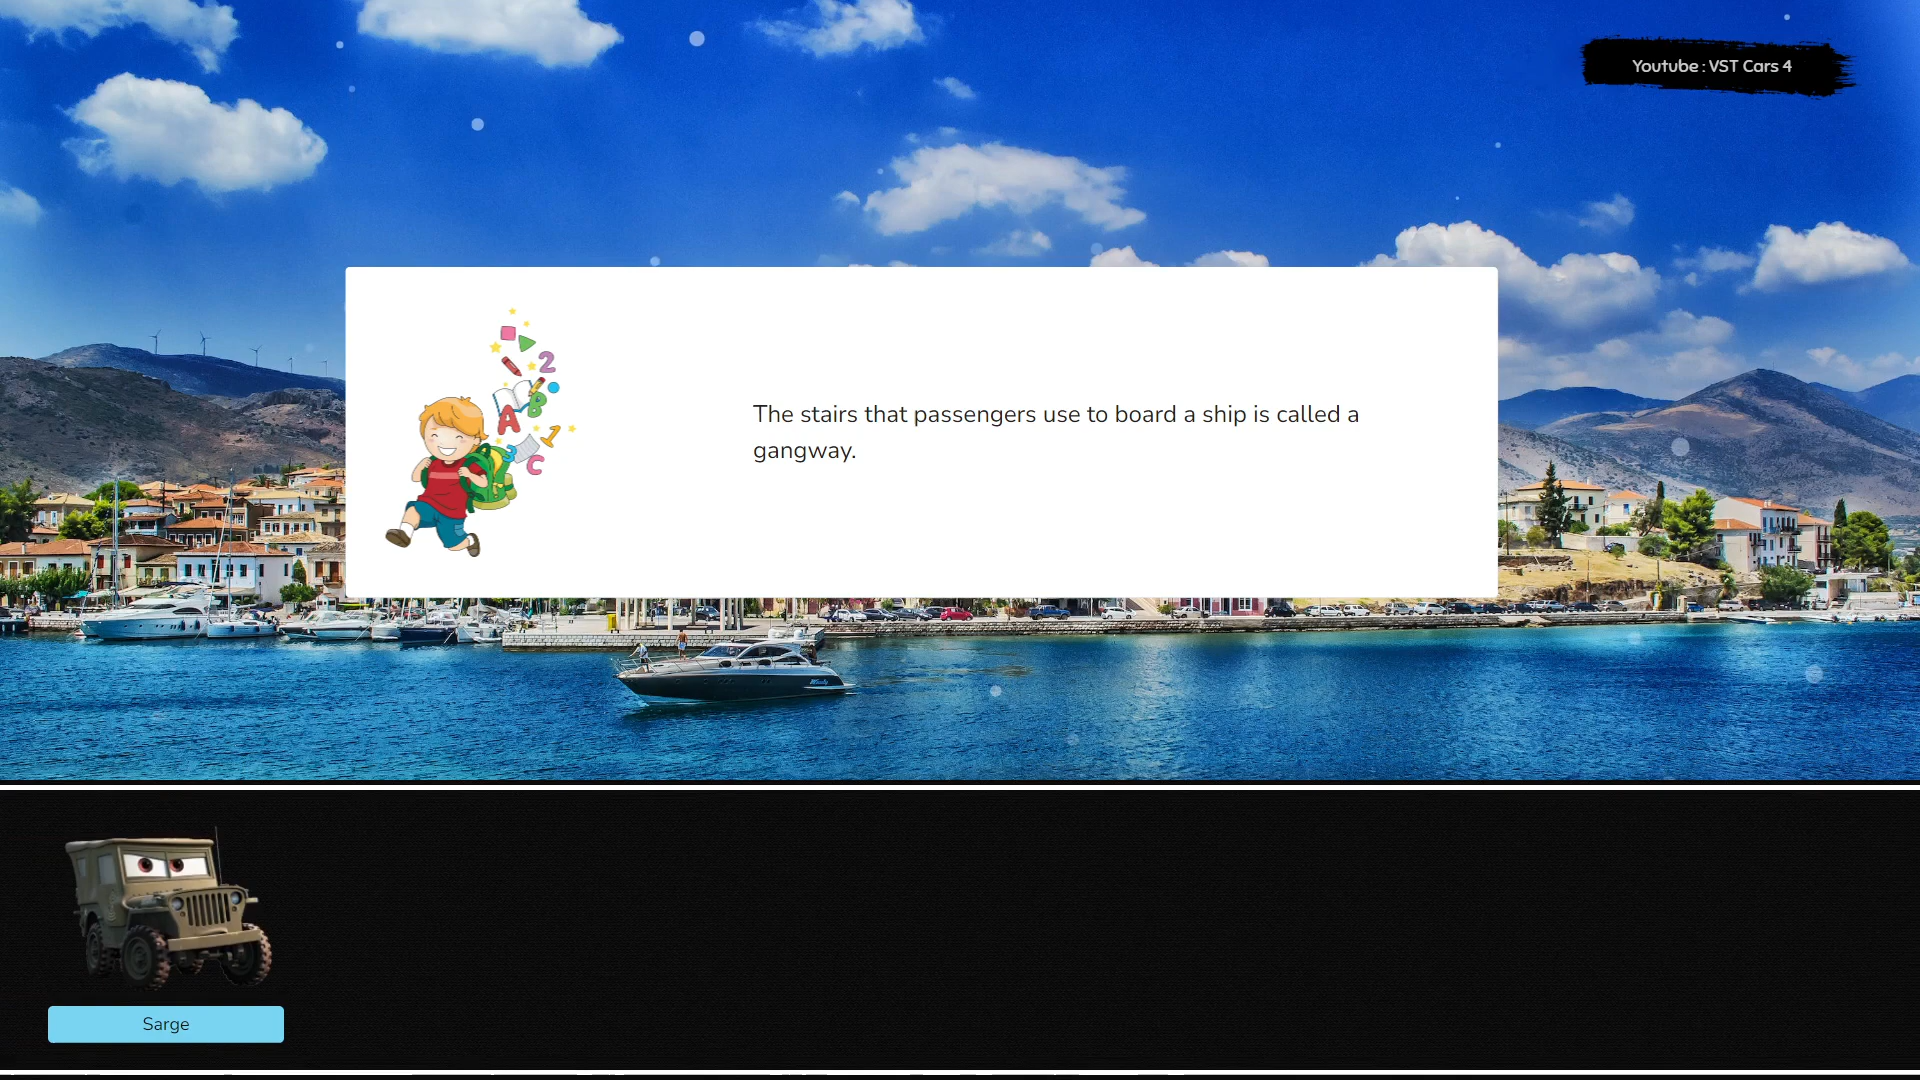 Youtube : VST Cars 4
The stairs that passengers use to board a ship is called a
gangway.
Sarge